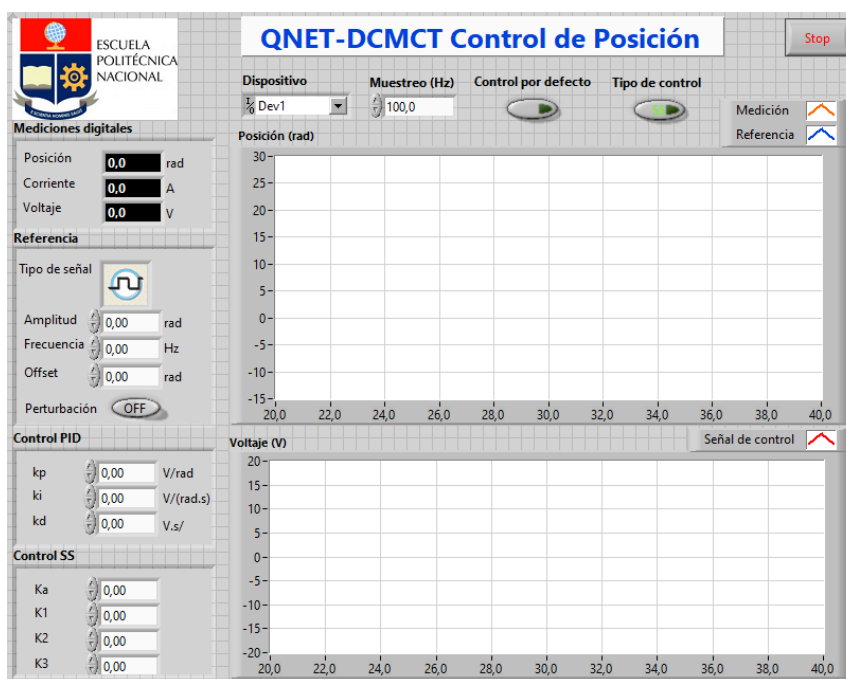 ESCUELA
POLITÉCNICA
NACIONAL
QNET-DCMCT Control de Posición
Stop
Dispositivo
Dev1
Muestreo (Hz)
100,0
Control por defecto
Tipo de control
Medición
Referencia
Mediciones digitales
Posición 0,0 rad
Corriente 0,0 A
Voltaje 0,0 V
Referencia
Tipo de señal
Amplitud 0,00 rad
Frecuencia 0,00 Hz
Offset 0,00 rad
Perturbación OFF
Control PID
kp 0,00 V/rad
ki 0,00 V/(rad.s)
kd 0,00 V.s/
Control SS
Ka 0,00
K1 0,00
K2 0,00
K3 0,00
Posición (rad)
30
25
20
15
10
5
0
-5
-10
-15
20,0 22,0 24,0 26,0 28,0 30,0 32,0 34,0 36,0 38,0 40,0
Voltaje (V)
Señal de control
20
15
10
5
0
-5
-10
-15
-20
20,0 22,0 24,0 26,0 28,0 30,0 32,0 34,0 36,0 38,0 40,0